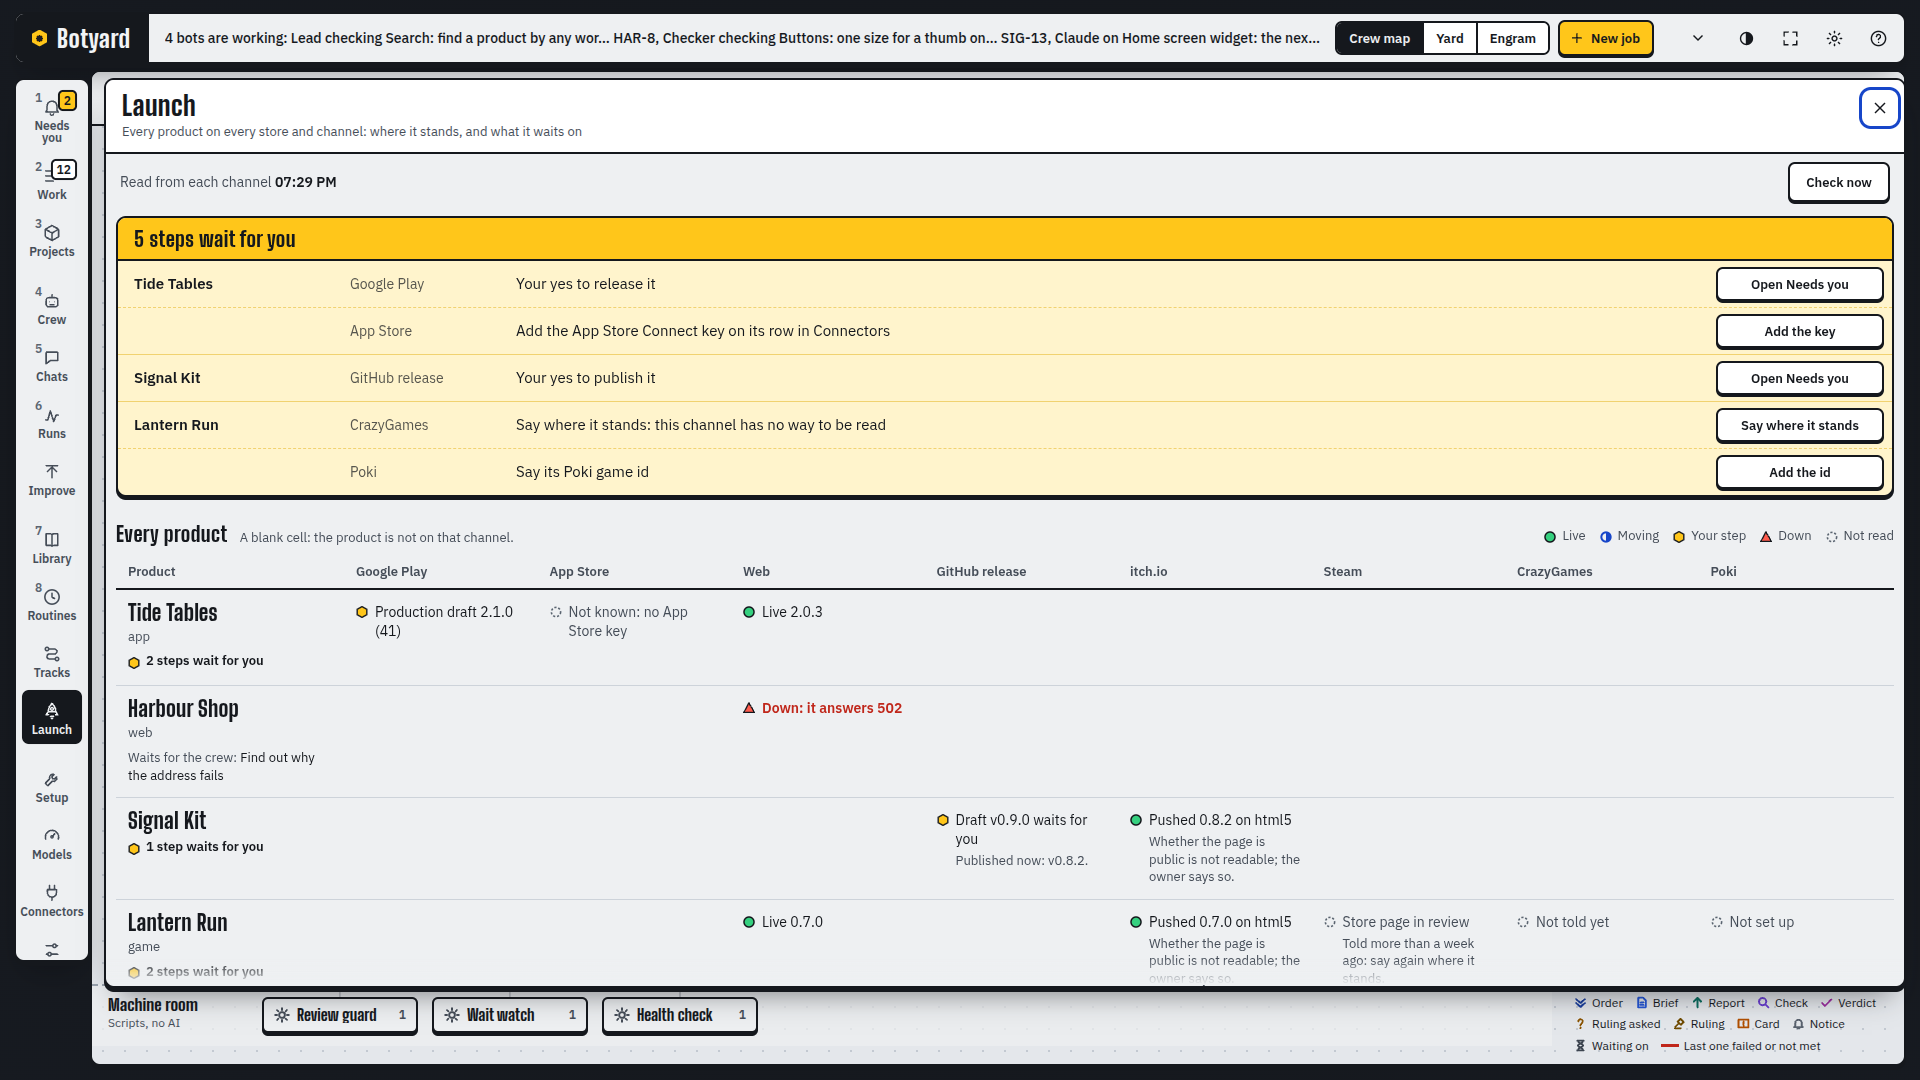 Botyard
4 bots are working: Lead checking Search: find a product by any wor... HAR-8, Checker checking Buttons: one size for a thumb on... SIG-13, Claude on Home screen widget: the nex...
Crew map
Yard
Engram
+ New job
1
2
Needs you
2
12
Work
3
Projects
4
Crew
5
Chats
6
Runs
Improve
7
Library
8
Routines
Tracks
Launch
Setup
Models
Connectors
Launch
Every product on every store and channel: where it stands, and what it waits on
Read from each channel 07:29 PM
Check now
5 steps wait for you
Tide Tables Google Play Your yes to release it Open Needs you
App Store Add the App Store Connect key on its row in Connectors Add the key
Signal Kit GitHub release Your yes to publish it Open Needs you
Lantern Run CrazyGames Say where it stands: this channel has no way to be read Say where it stands
Poki Say its Poki game id Add the id
Every product A blank cell: the product is not on that channel.
Live Moving Your step Down Not read
Product Google Play App Store Web GitHub release itch.io Steam CrazyGames Poki
Tide Tables
app
2 steps wait for you
Production draft 2.1.0
(41)
Not known: no App
Store key
Live 2.0.3
Harbour Shop
web
Waits for the crew: Find out why
the address fails
Down: it answers 502
Signal Kit
1 step waits for you
Draft v0.9.0 waits for
you
Published now: v0.8.2.
Pushed 0.8.2 on html5
Whether the page is
public is not readable; the
owner says so.
Lantern Run
game
2 steps wait for you
Live 0.7.0
Pushed 0.7.0 on html5
Whether the page is
public is not readable; the
owner says so.
Store page in review
Told more than a week
ago: say again where it
stands.
Not told yet
Not set up
Machine room
Scripts, no AI
Review guard 1
Wait watch 1
Health check 1
Order Brief Report Check Verdict
Ruling asked Ruling Card Notice
Waiting on Last one failed or not met